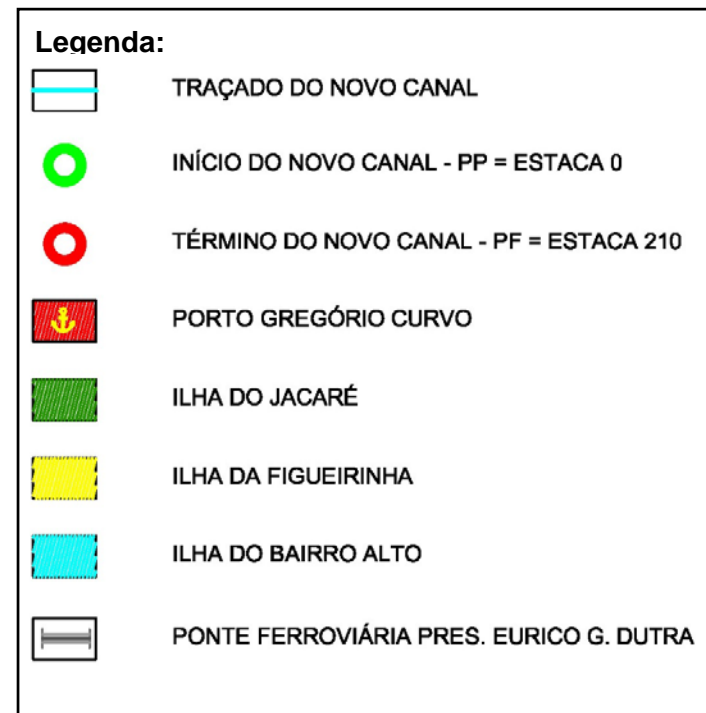 Legenda:
TRAÇADO DO NOVO CANAL
INÍCIO DO NOVO CANAL - PP = ESTACA 0
TÉRMINO DO NOVO CANAL - PF = ESTACA 210
PORTO GREGÓRIO CURVO
ILHA DO JACARÉ
ILHA DA FIGUEIRINHA
ILHA DO BAIRRO ALTO
PONTE FERROVIÁRIA PRES. EURICO G. DUTRA